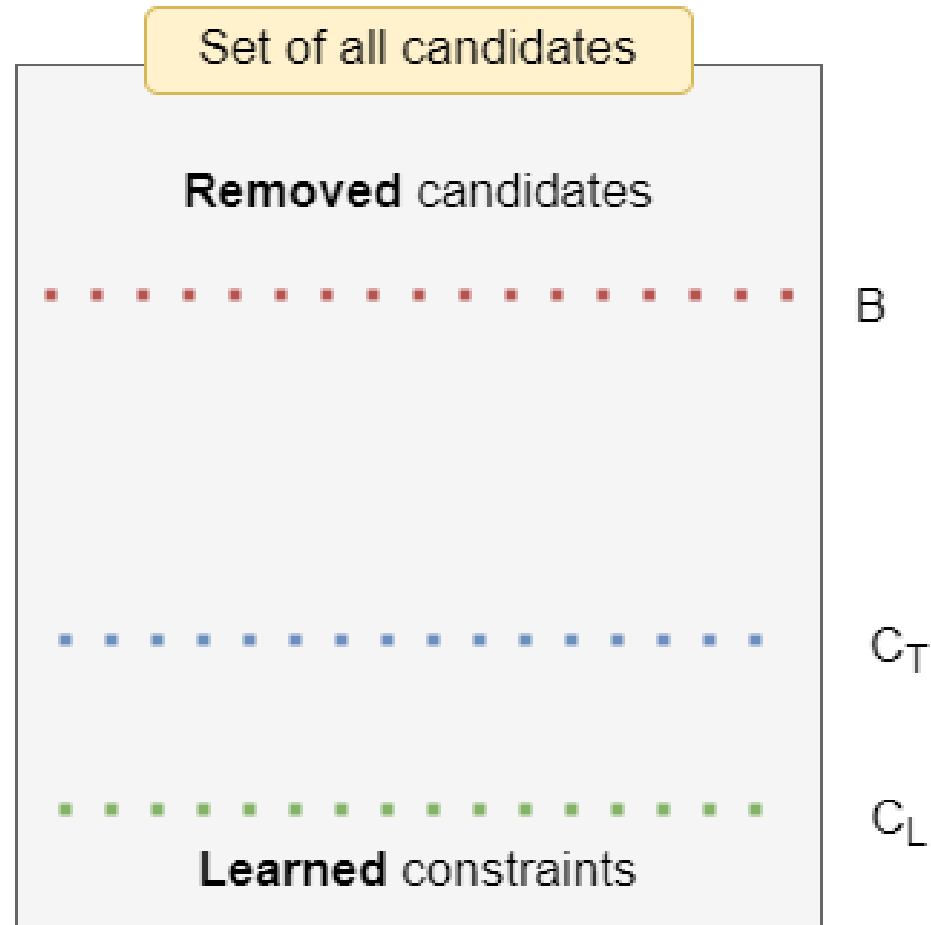 Set of all candidates
Removed candidates
B
C_T
C_L
Learned constraints